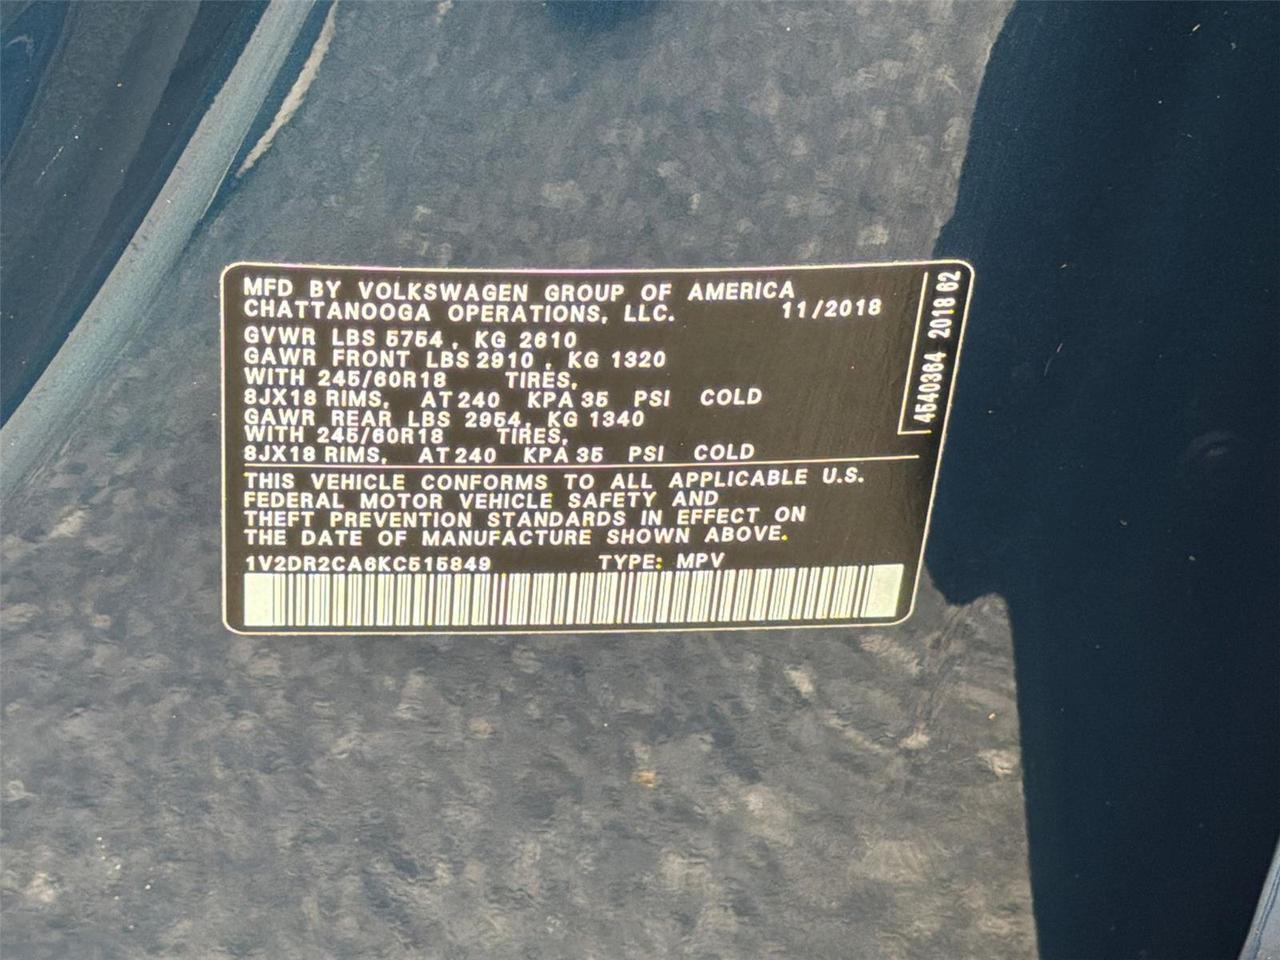 MFD BY VOLKSWAGEN GROUP OF AMERICA
CHATTANOOGA OPERATIONS, LLC. 11/2018
GVWR LBS 5754 , KG 2610
GAWR FRONT LBS 2910 , KG 1320
WITH 245/60R18 TIRES,
8JX18 RIMS, AT 240 KPA 35 PSI COLD
GAWR REAR LBS 2954, KG 1340
WITH 245/60R18 TIRES,
8JX18 RIMS, AT 240 KPA 35 PSI COLD
THIS VEHICLE CONFORMS TO ALL APPLICABLE U.S.
FEDERAL MOTOR VEHICLE SAFETY AND
THEFT PREVENTION STANDARDS IN EFFECT ON
THE DATE OF MANUFACTURE SHOWN ABOVE.
1V2DR2CA6KC515849 TYPE: MPV
4540364 2018 62